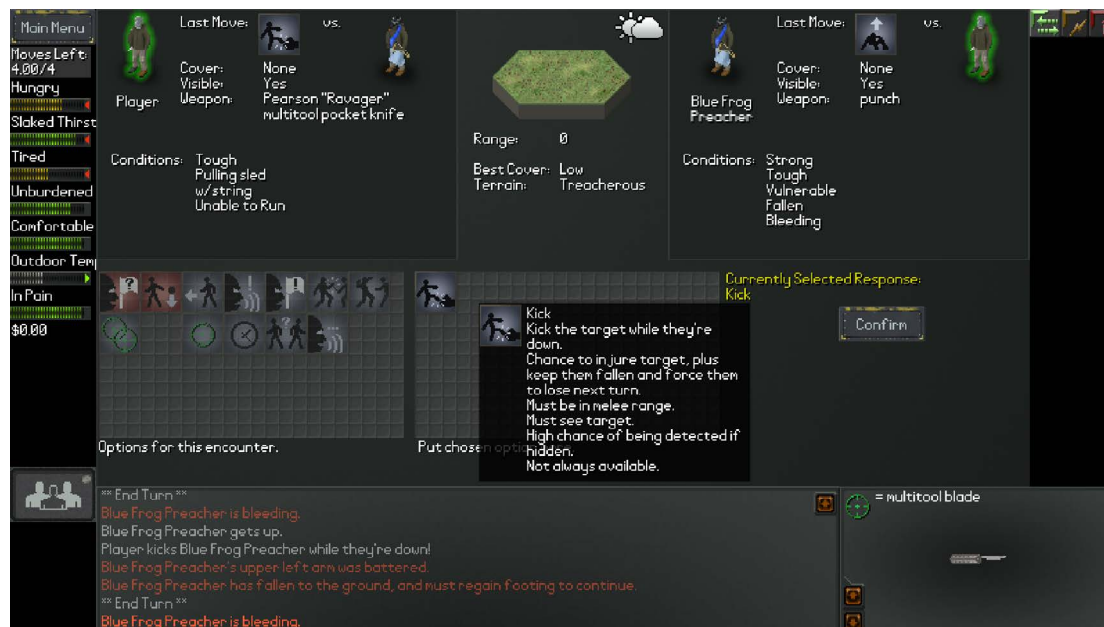 Main Menu
Moves Left:
4.00/4
Hungry
Slaked Thirst
Tired
Unburdened
Comfortable
Outdoor Tem
In Pain
$0.00
Player
Last Move:
vs.
Cover: None
Visible: Yes
Weapon: Pearson "Ravager"
multitool pocket knife
Conditions: Tough
Pulling sled
w/string
Unable to Run
Range: 0
Best Cover: Low
Terrain: Treacherous
Blue Frog
Preacher
Last Move:
vs.
Cover: None
Visible: Yes
Weapon: punch
Conditions: Strong
Tough
Vulnerable
Fallen
Bleeding
Options for this encounter.
Put chosen opti
Kick
Kick the target while they're
down.
Chance to injure target, plus
keep them fallen and force them
to lose next turn.
Must be in melee range.
Must see target.
High chance of being detected if
hidden.
Not always available.
Currently Selected Response:
Kick
Confirm
** End Turn **
Blue Frog Preacher is bleeding.
Blue Frog Preacher gets up.
Player kicks Blue Frog Preacher while they're down!
Blue Frog Preacher's upper left arm was battered.
Blue Frog Preacher has fallen to the ground, and must regain footing to continue.
** End Turn **
Blue Frog Preacher is bleeding.
= multitool blade